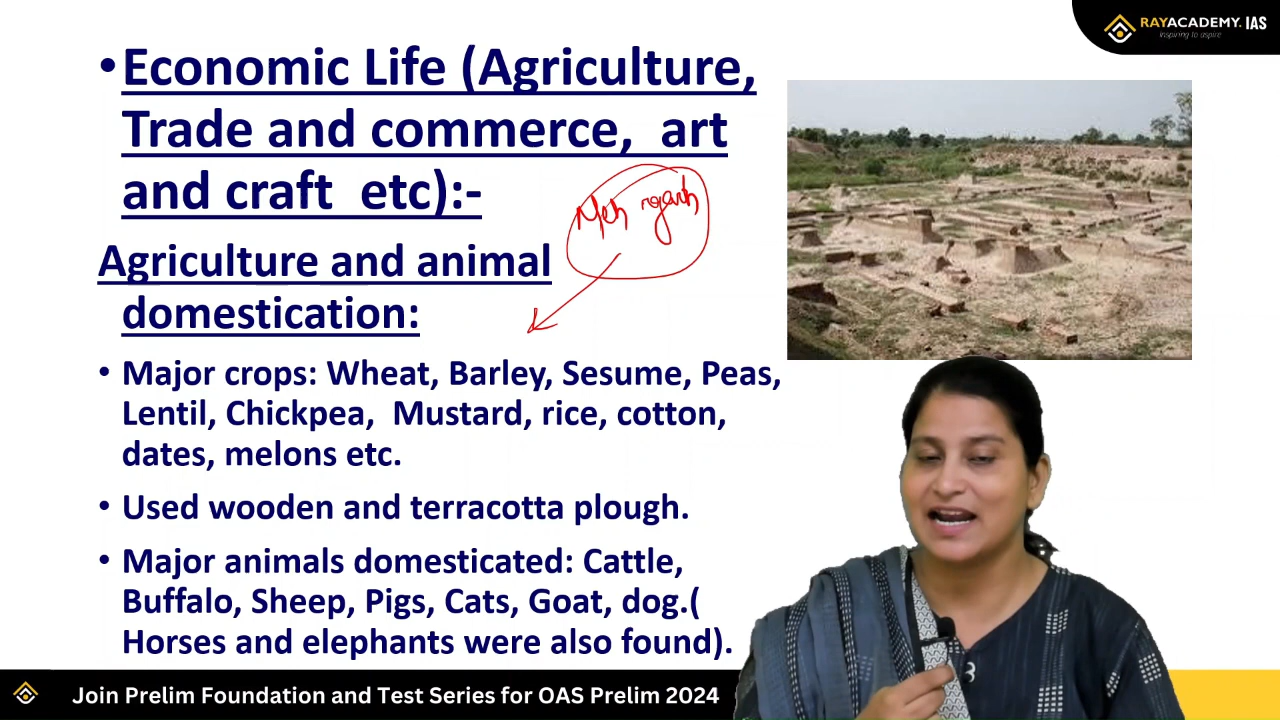 RAYACADEMY. IAS
Inspiring to aspire
•Economic Life (Agriculture,
Trade and commerce, art
and craft etc):-
Meh rgarh
Agriculture and animal
domestication:
• Major crops: Wheat, Barley, Sesume, Peas,
Lentil, Chickpea, Mustard, rice, cotton,
dates, melons etc.
• Used wooden and terracotta plough.
• Major animals domesticated: Cattle,
Buffalo, Sheep, Pigs, Cats, Goat, dog.(
Horses and elephants were also found).
Join Prelim Foundation and Test Series for OAS Prelim 2024